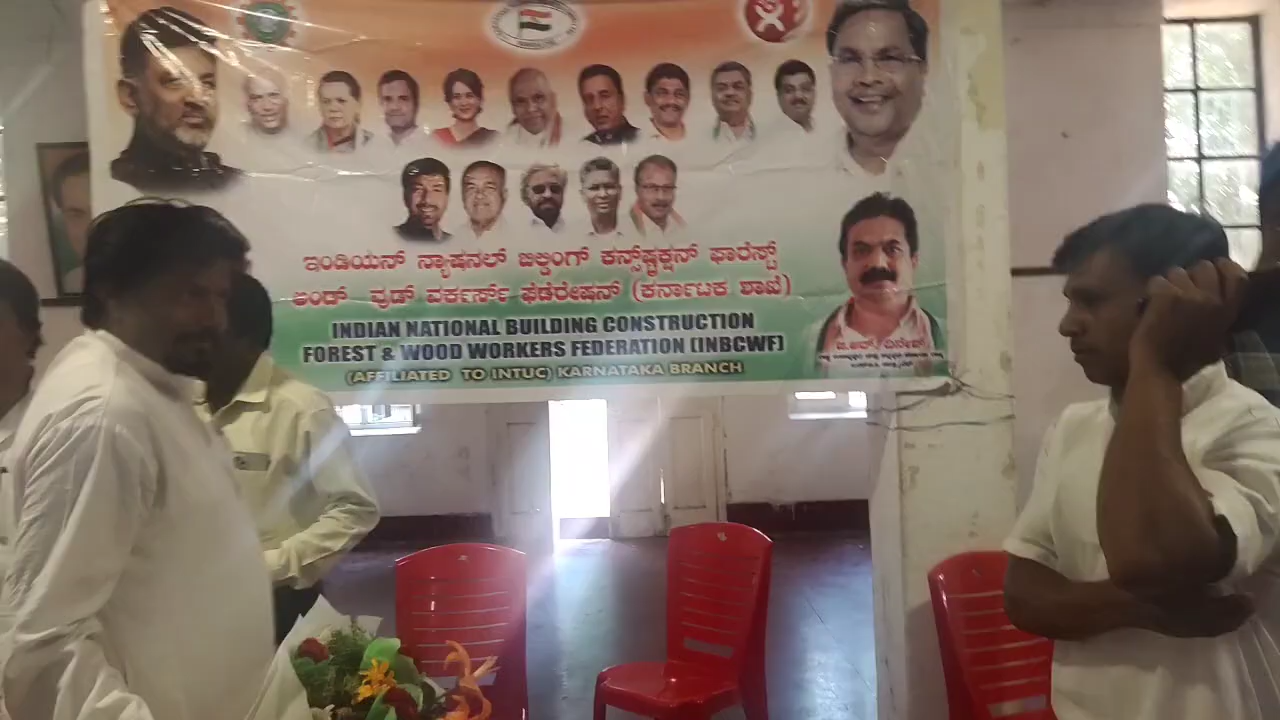 ಇಂಡಿಯನ್ ನ್ಯಾಷನಲ್ ಬಿಲ್ಡಿಂಗ್ ಕನ್ಸ್ಟ್ರಕ್ಷನ್ ಫಾರೆಸ್ಟ್
ಅಂಡ್ ವುಡ್ ವರ್ಕರ್ಸ್ ಫೆಡರೇಷನ್ (ಕರ್ನಾಟಕ ಶಾಖೆ)
INDIAN NATIONAL BUILDING CONSTRUCTION
FOREST & WOOD WORKERS FEDERATION (INBCWF)
(AFFILIATED TO INTUC) KARNATAKA BRANCH